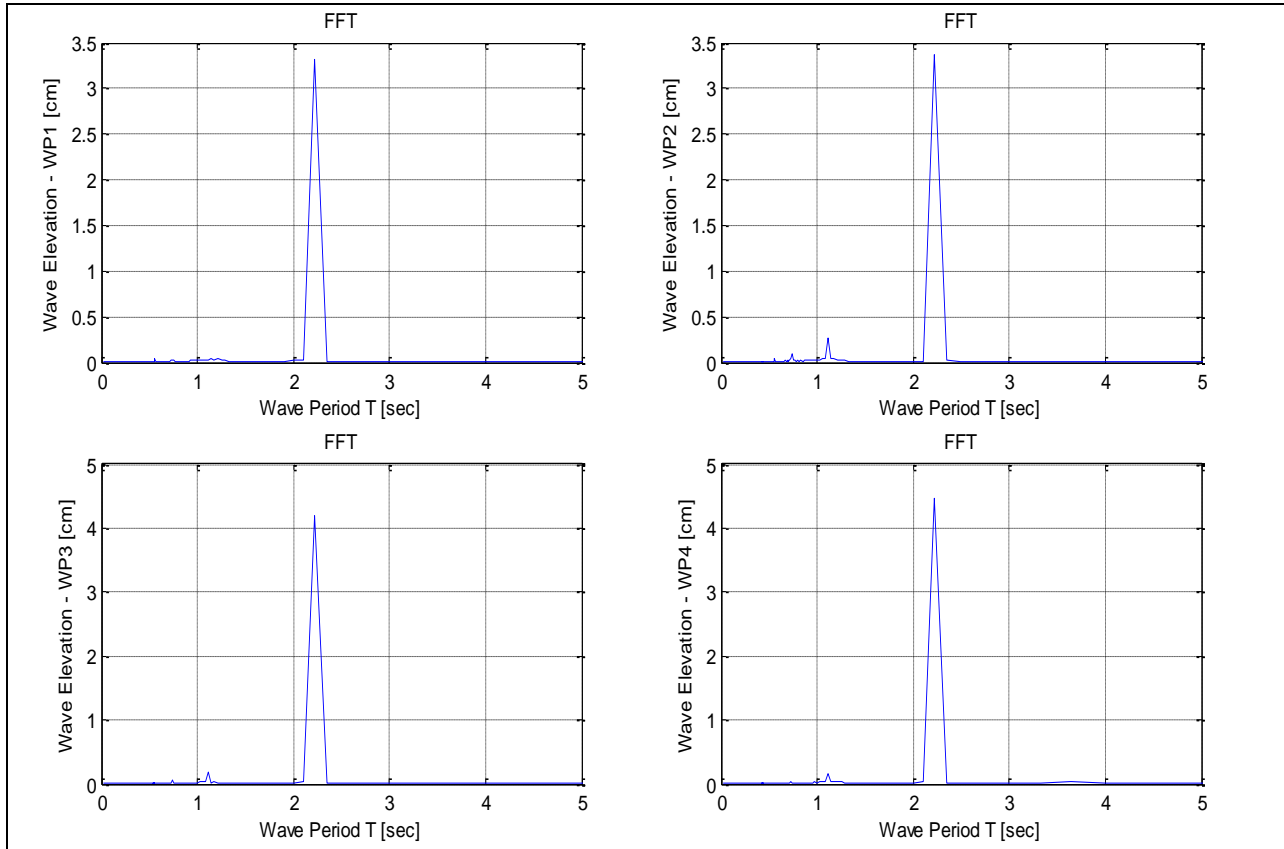 FFT
3.5
3
2.5
2
1.5
1
0.5
0
0 1 2 3 4 5
Wave Elevation - WP1 [cm]
Wave Period T [sec]
FFT
3.5
3
2.5
2
1.5
1
0.5
0
0 1 2 3 4 5
Wave Elevation - WP2 [cm]
Wave Period T [sec]
FFT
5
4
3
2
1
0
0 1 2 3 4 5
Wave Elevation - WP3 [cm]
Wave Period T [sec]
FFT
5
4
3
2
1
0
0 1 2 3 4 5
Wave Elevation - WP4 [cm]
Wave Period T [sec]